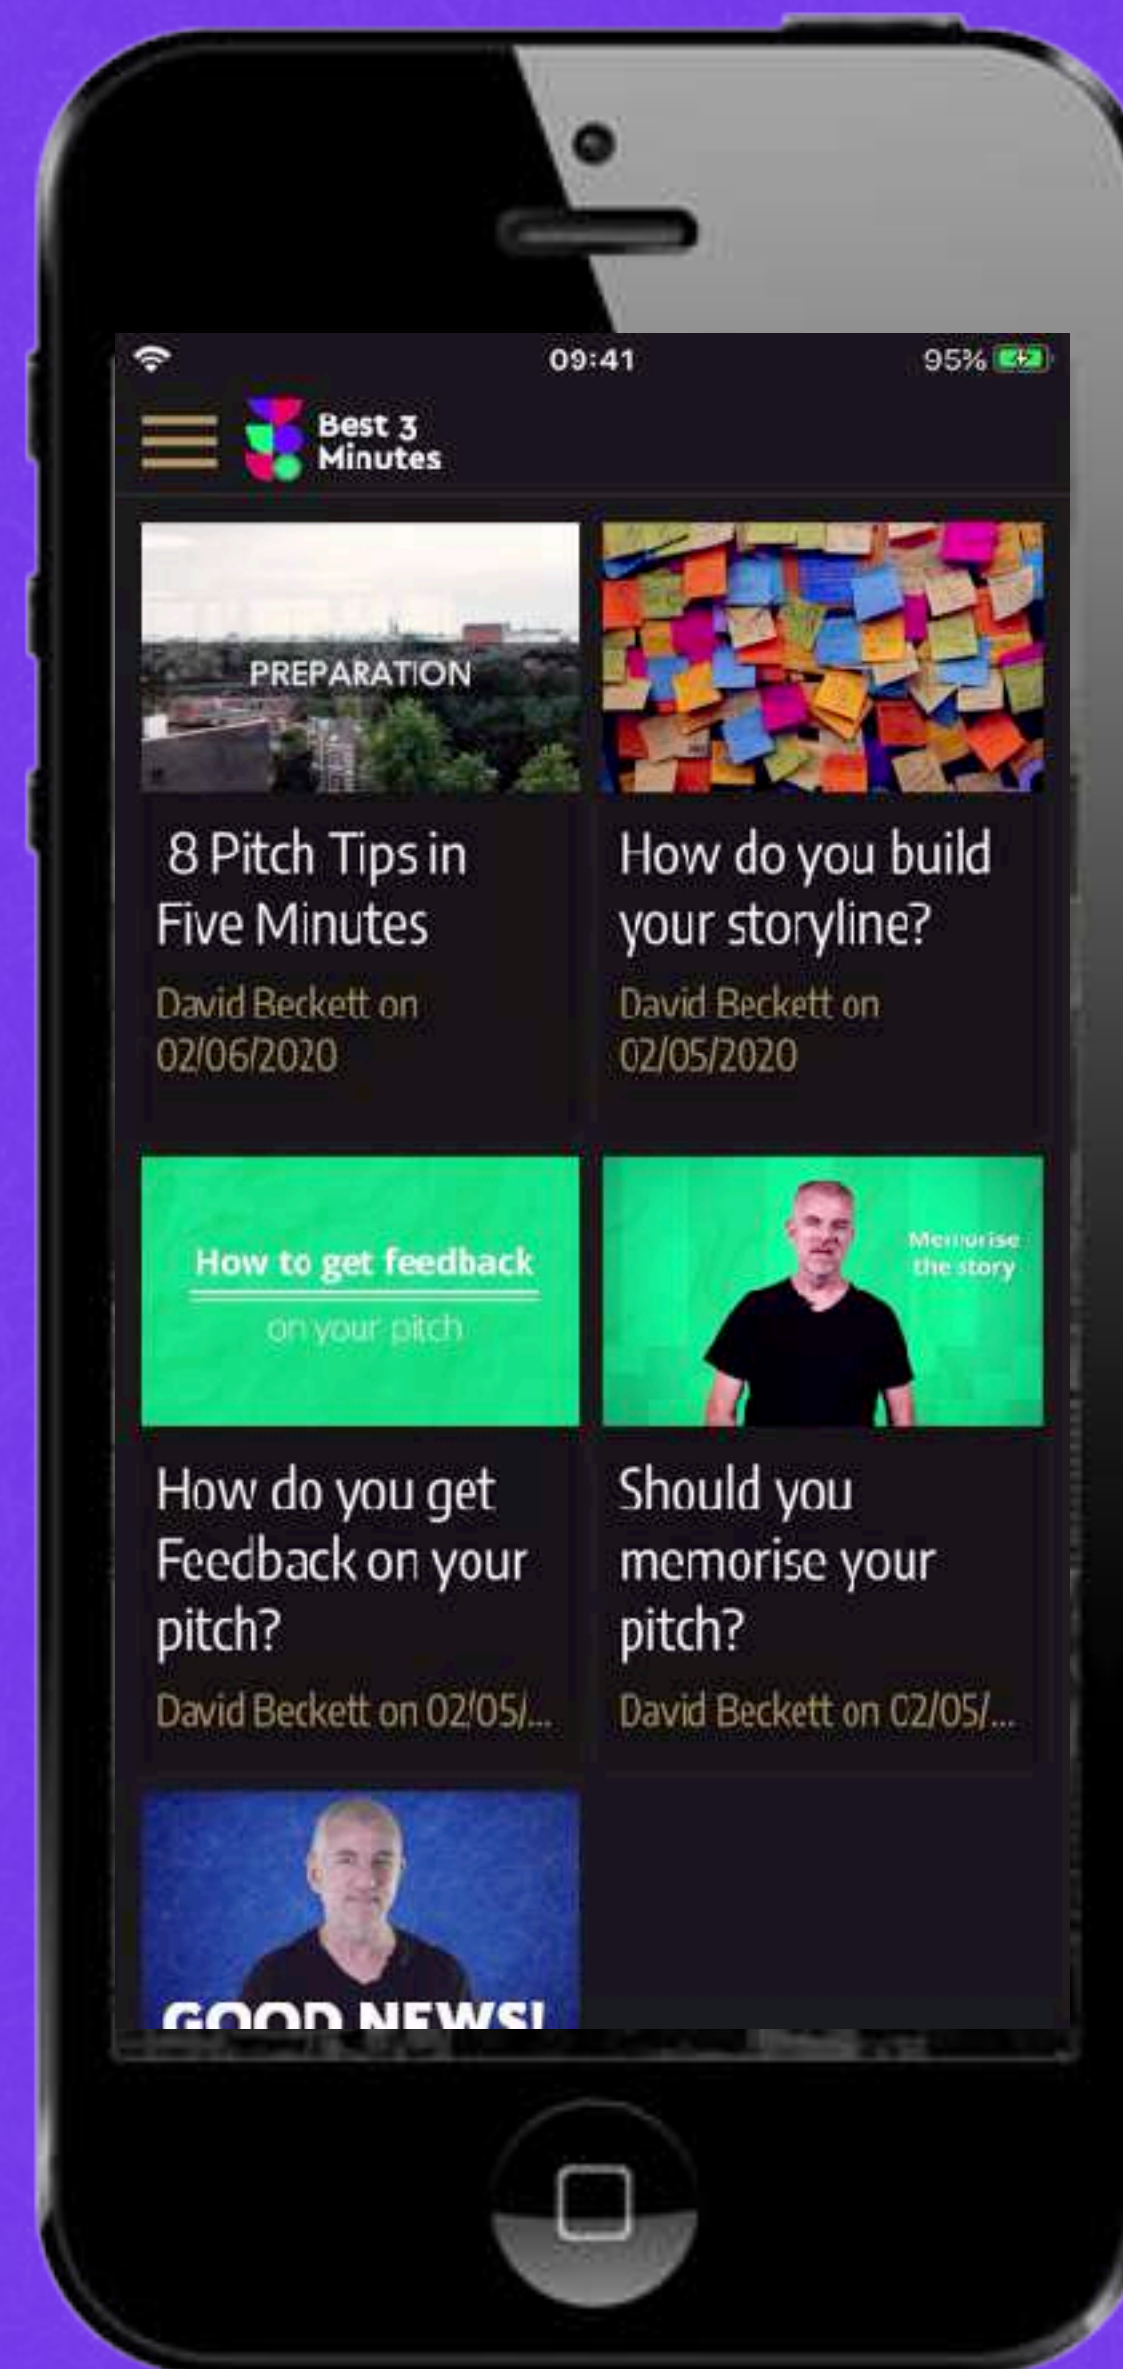 09:41
95%
Best 3
Minutes
PREPARATION
8 Pitch Tips in
Five Minutes
David Beckett on
02/06/2020
How do you build
your storyline?
David Beckett on
02/05/2020
How to get feedback
on your pitch
How do you get
Feedback on your
pitch?
David Beckett on 02/05/...
Memorise
the story
Should you
memorise your
pitch?
David Beckett on 02/05/...
GOOD NEWS!